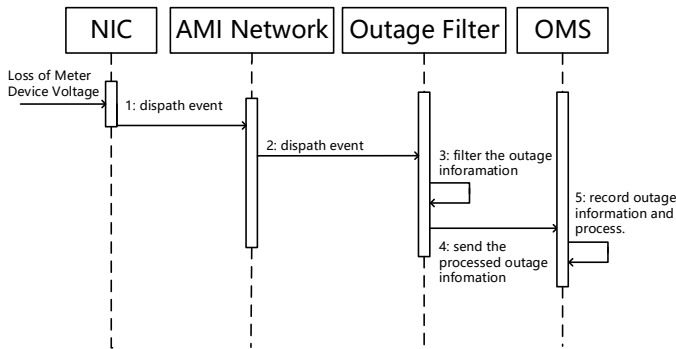 NIC
AMI Network
Outage Filter
OMS
Loss of Meter
Device Voltage
1: dispath event
2: dispath event
3: filter the outage
inforamation
4: send the
processed outage
infomation
5: record outage
information and
process.